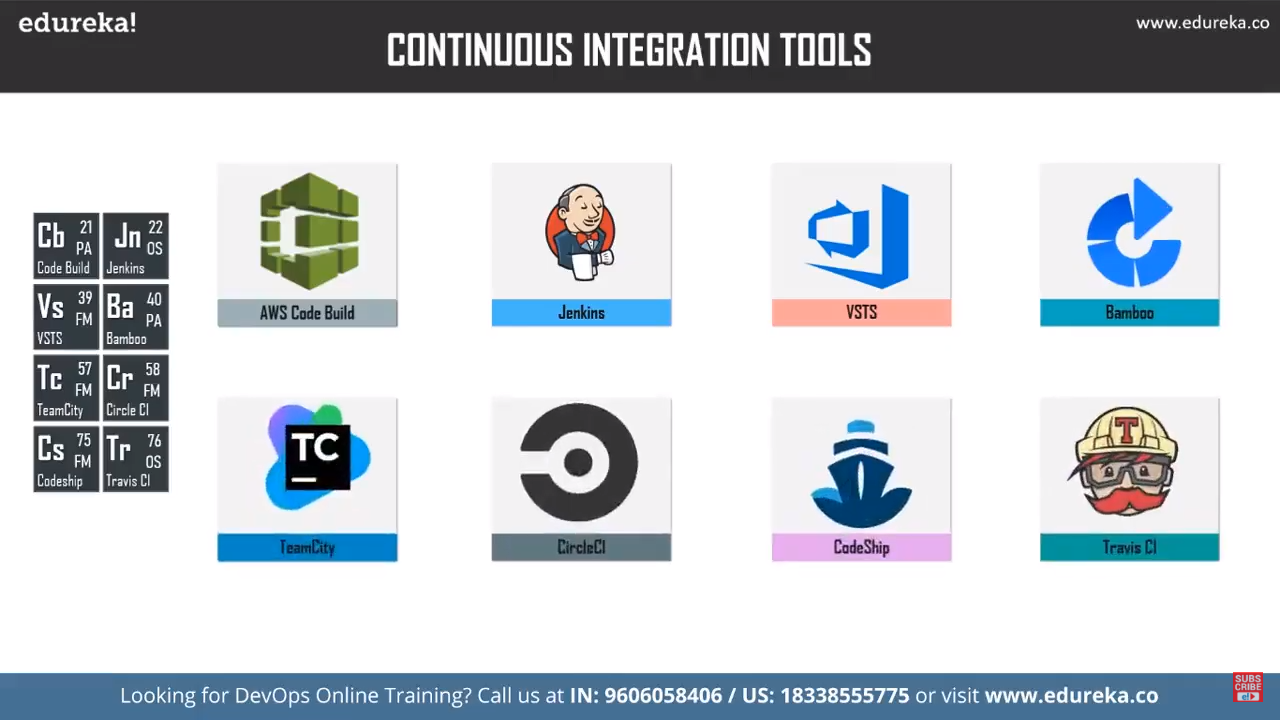 edureka!
www.edureka.co
CONTINUOUS INTEGRATION TOOLS
Cb 21 PA Code Build
Jn 22 OS Jenkins
Vs 39 FM VSTS
Ba 40 PA Bamboo
Tc 57 FM TeamCity
Cr 58 FM Circle CI
Cs 75 FM Codeship
Tr 76 OS Travis CI
AWS Code Build
Jenkins
VSTS
Bamboo
TC
TeamCity
CircleCI
CodeShip
T
Travis CI
Looking for DevOps Online Training? Call us at IN: 9606058406 / US: 18338555775 or visit www.edureka.co
SUBS
CRIBE
e!